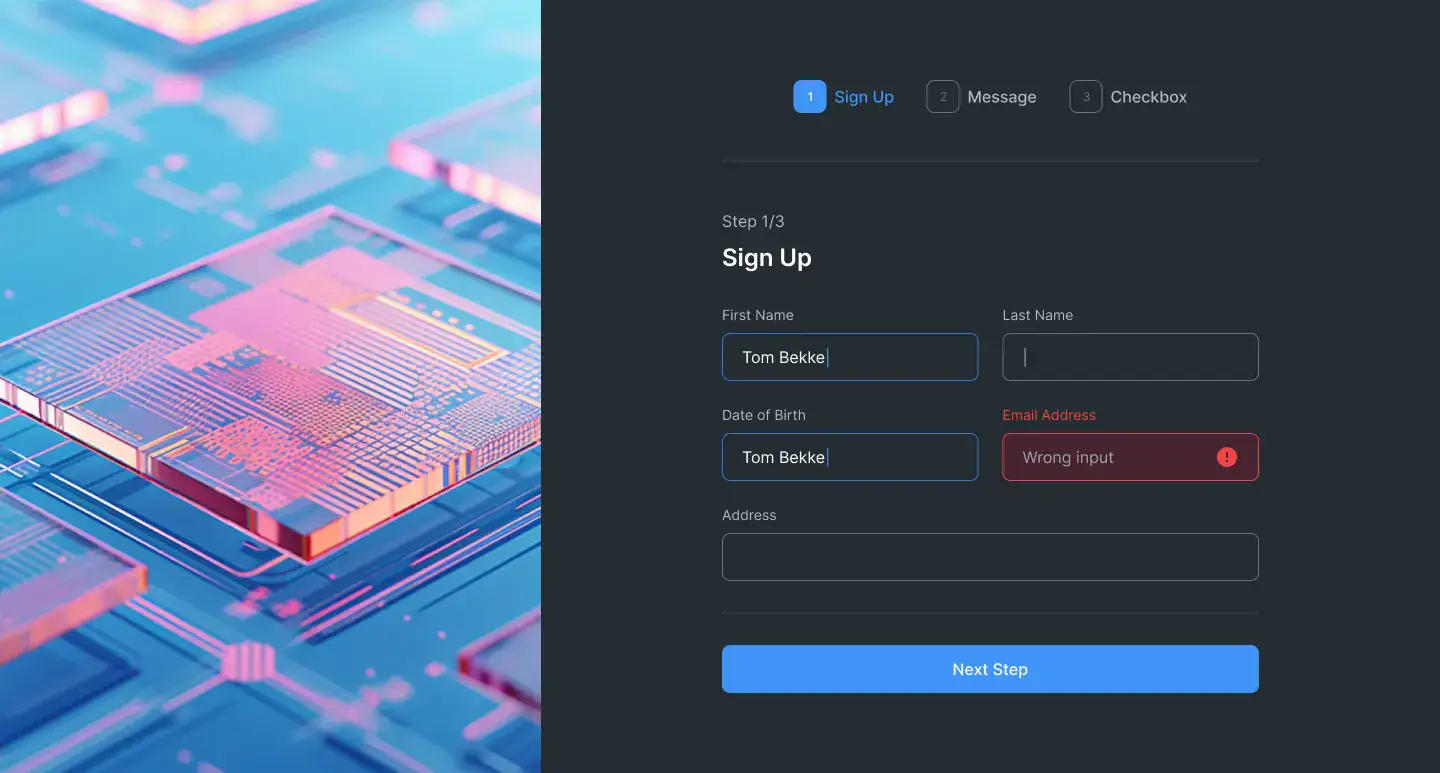 1 Sign Up 2 Message 3 Checkbox
Step 1/3
Sign Up
First Name Last Name
Tom Bekke
Date of Birth Email Address
Tom Bekke Wrong input !
Address
Next Step